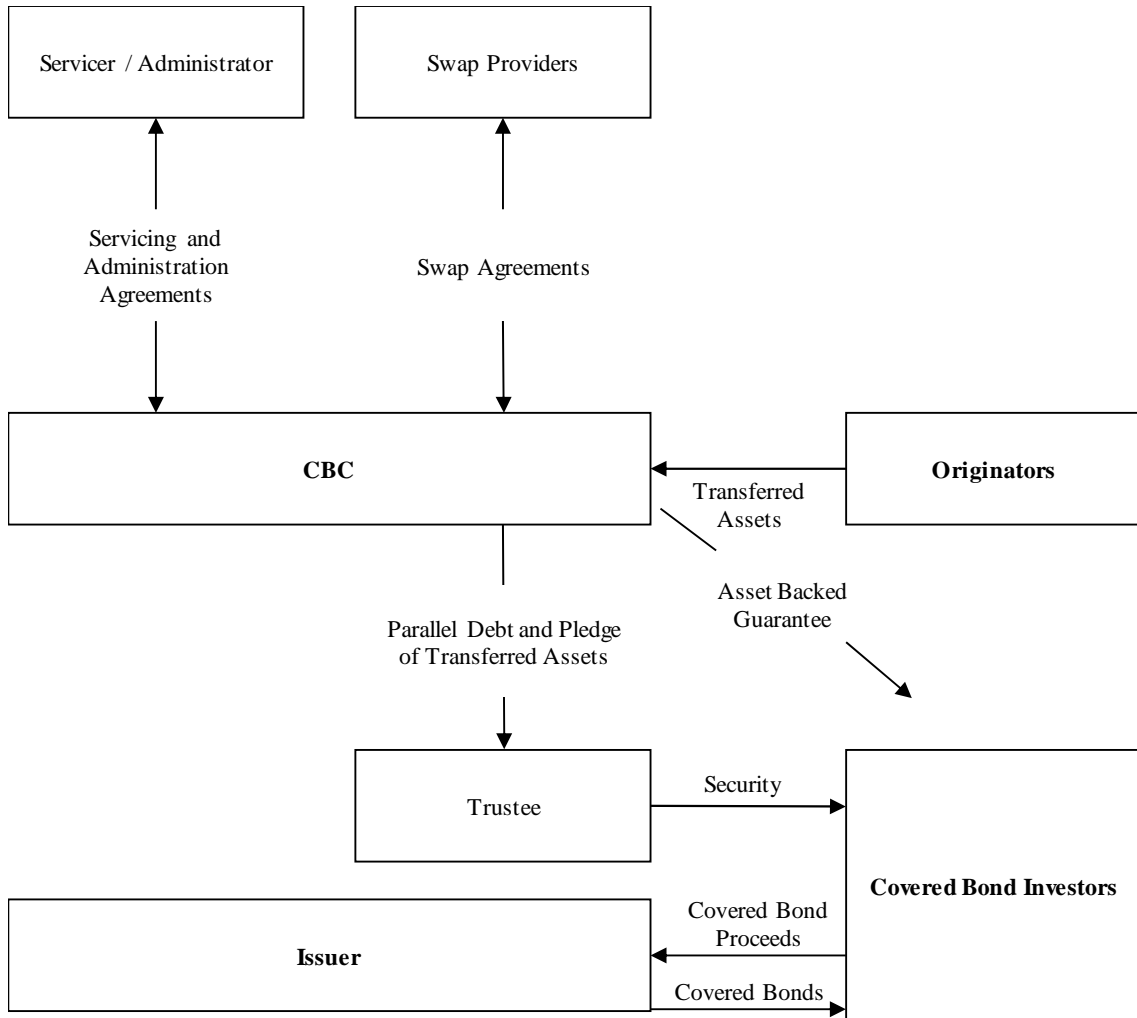 Servicer / Administrator
Swap Providers
Servicing and
Administration
Agreements
Swap Agreements
CBC
Originators
Transferred
Assets
Asset Backed
Guarantee
Parallel Debt and Pledge
of Transferred Assets
Trustee
Security
Covered Bond Investors
Covered Bond
Proceeds
Issuer
Covered Bonds